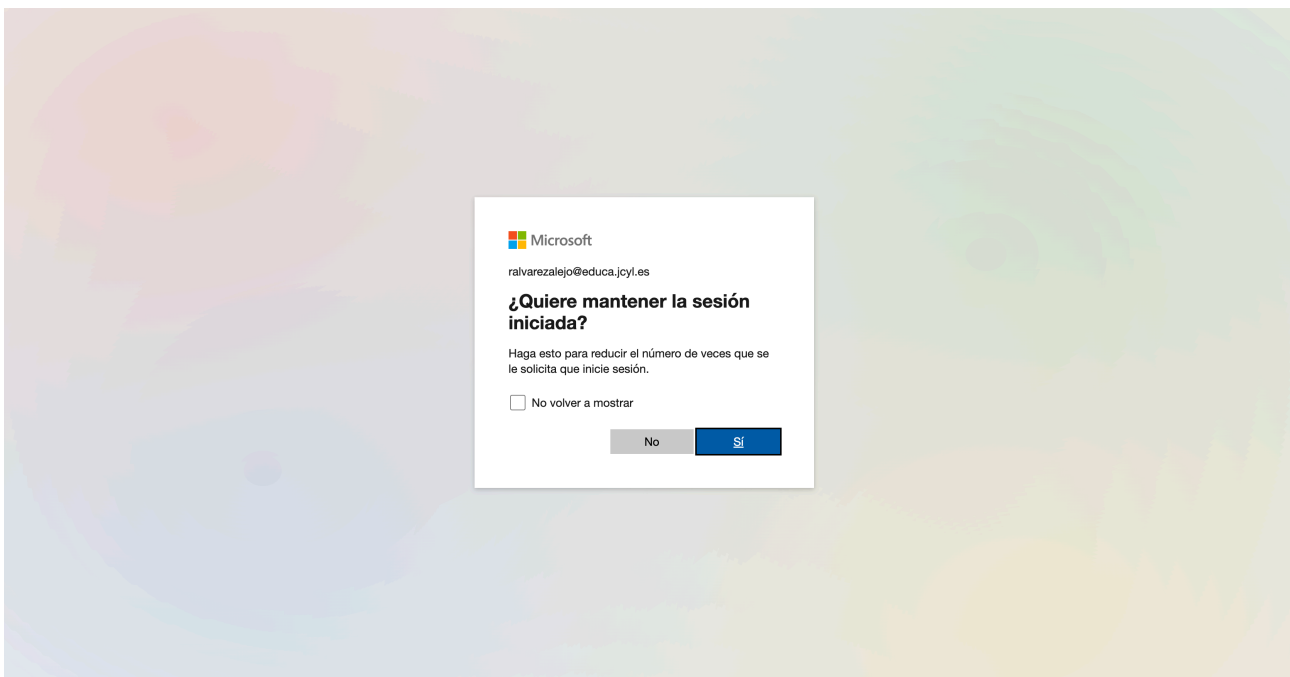 Microsoft
ralvarezalejo@educa.jcyl.es
¿Quiere mantener la sesión
iniciada?
Haga esto para reducir el número de veces que se
le solicita que inicie sesión.
No volver a mostrar
No
Sí